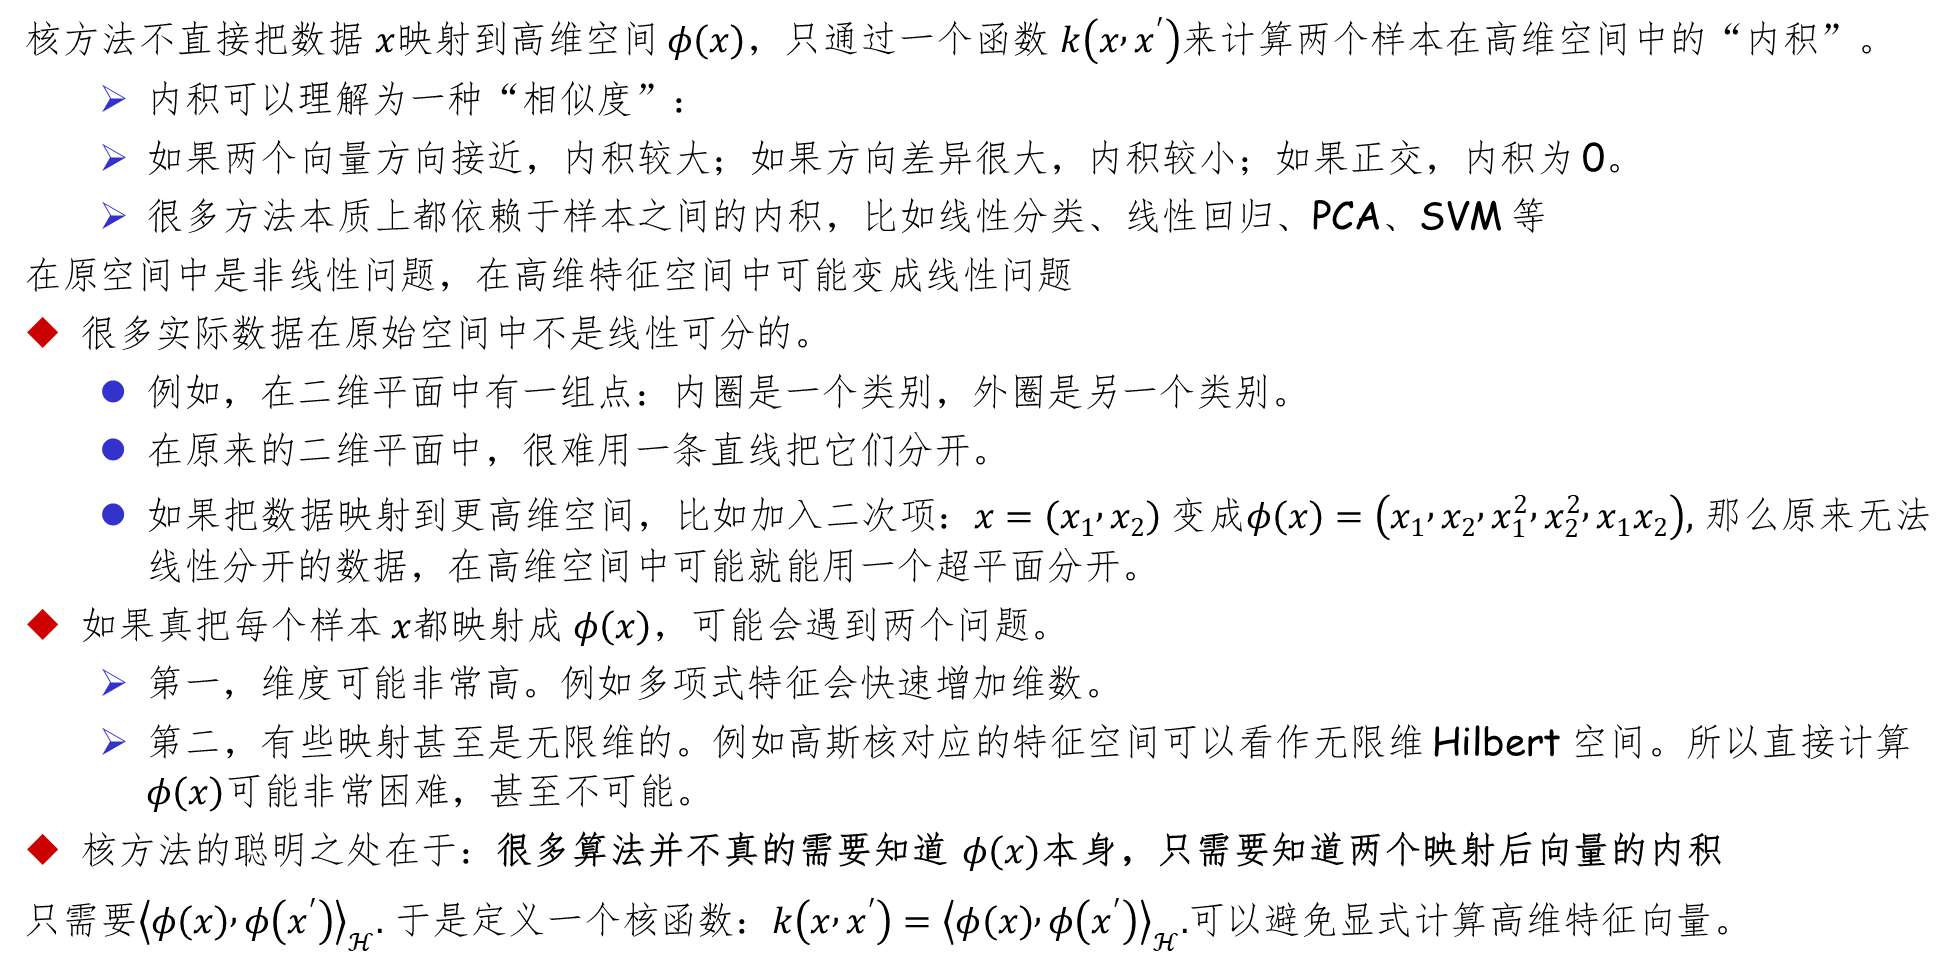 核方法不直接把数据 x映射到高维空间 ϕ(x)，只通过一个函数 k(x, x′)来计算两个样本在高维空间中的“内积”。
➢ 内积可以理解为一种“相似度”：
➢ 如果两个向量方向接近，内积较大；如果方向差异很大，内积较小；如果正交，内积为 0。
➢ 很多方法本质上都依赖于样本之间的内积，比如线性分类、线性回归、PCA、SVM 等
在原空间中是非线性问题，在高维特征空间中可能变成线性问题
◆ 很多实际数据在原始空间中不是线性可分的。
● 例如，在二维平面中有一组点：内圈是一个类别，外圈是另一个类别。
● 在原来的二维平面中，很难用一条直线把它们分开。
● 如果把数据映射到更高维空间，比如加入二次项：x = (x₁, x₂) 变成ϕ(x) = (x₁, x₂, x₁², x₂², x₁x₂), 那么原来无法
线性分开的数据，在高维空间中可能就能用一个超平面分开。
◆ 如果真把每个样本 x都映射成 ϕ(x)，可能会遇到两个问题。
➢ 第一，维度可能非常高。例如多项式特征会快速增加维数。
➢ 第二，有些映射甚至是无限维的。例如高斯核对应的特征空间可以看作无限维 Hilbert 空间。所以直接计算
ϕ(x)可能非常困难，甚至不可能。
◆ 核方法的聪明之处在于：很多算法并不真的需要知道 ϕ(x)本身，只需要知道两个映射后向量的内积
只需要⟨ϕ(x), ϕ(x′)⟩ℋ. 于是定义一个核函数：k(x, x′) = ⟨ϕ(x), ϕ(x′)⟩ℋ.可以避免显式计算高维特征向量。